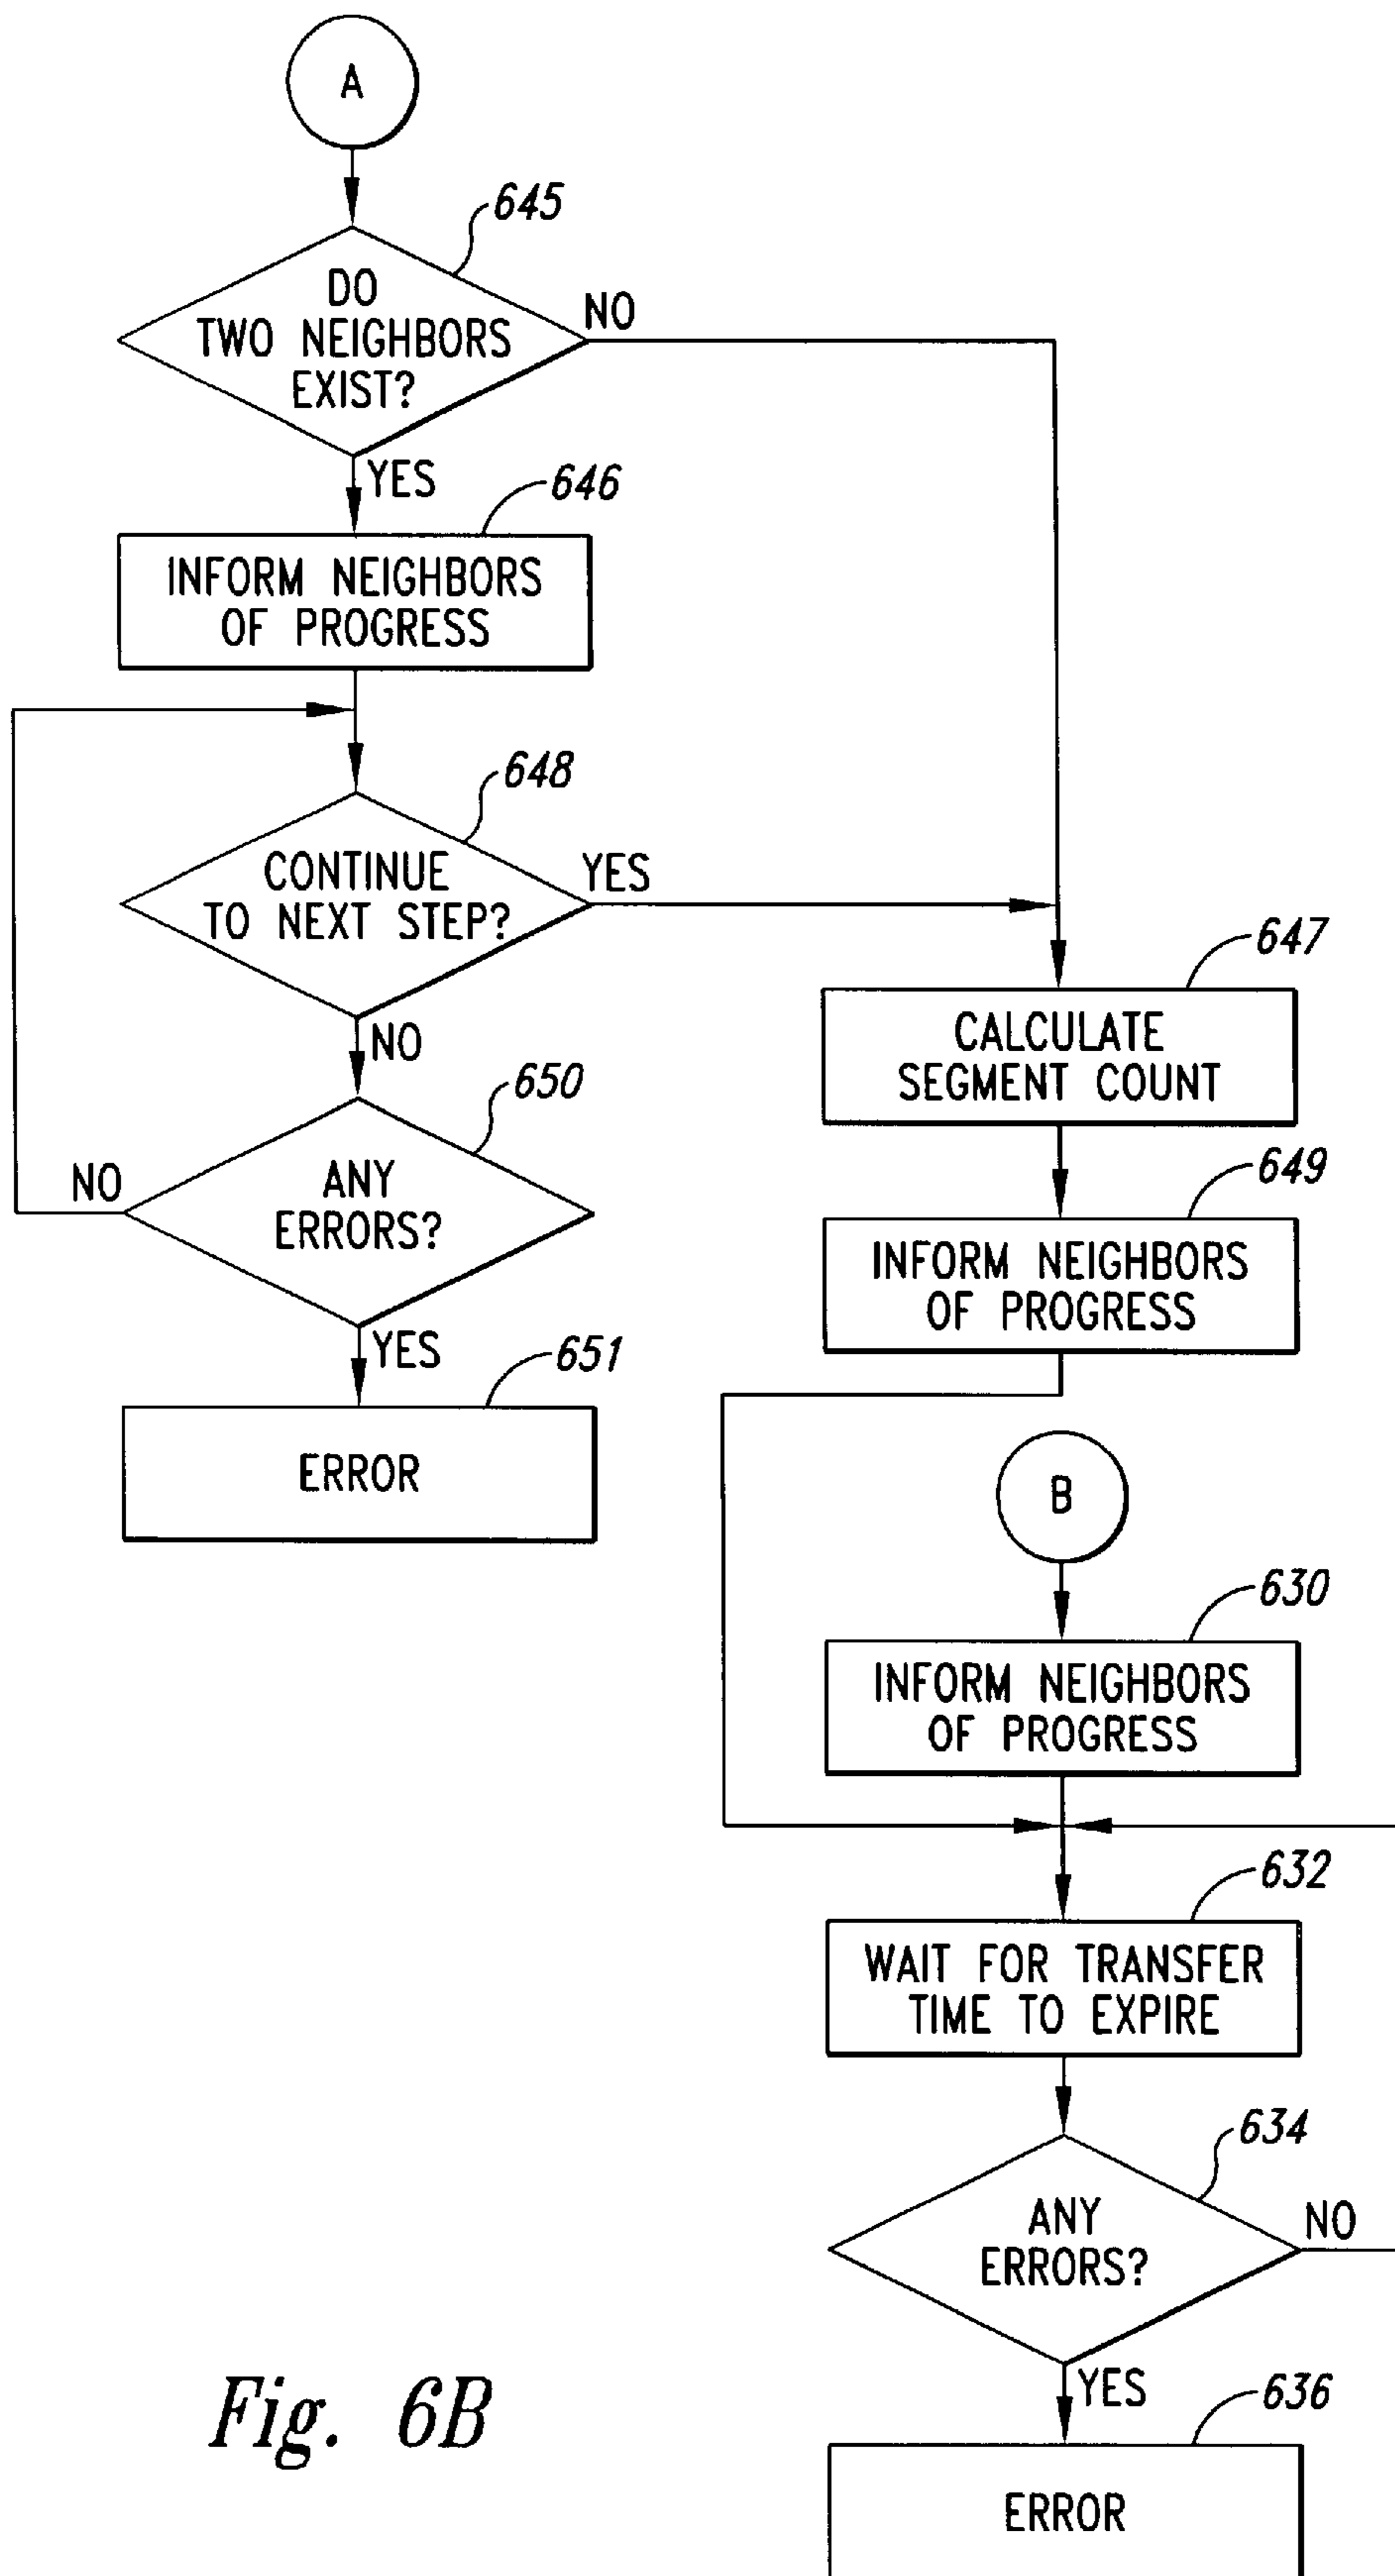 A
645
DO
TWO NEIGHBORS
EXIST?
NO
YES
646
INFORM NEIGHBORS
OF PROGRESS
648
CONTINUE
TO NEXT STEP?
YES
NO
647
CALCULATE
SEGMENT COUNT
650
ANY
ERRORS?
NO
YES
649
INFORM NEIGHBORS
OF PROGRESS
651
ERROR
B
630
INFORM NEIGHBORS
OF PROGRESS
632
WAIT FOR TRANSFER
TIME TO EXPIRE
634
ANY
ERRORS?
NO
YES
636
ERROR
Fig. 6B